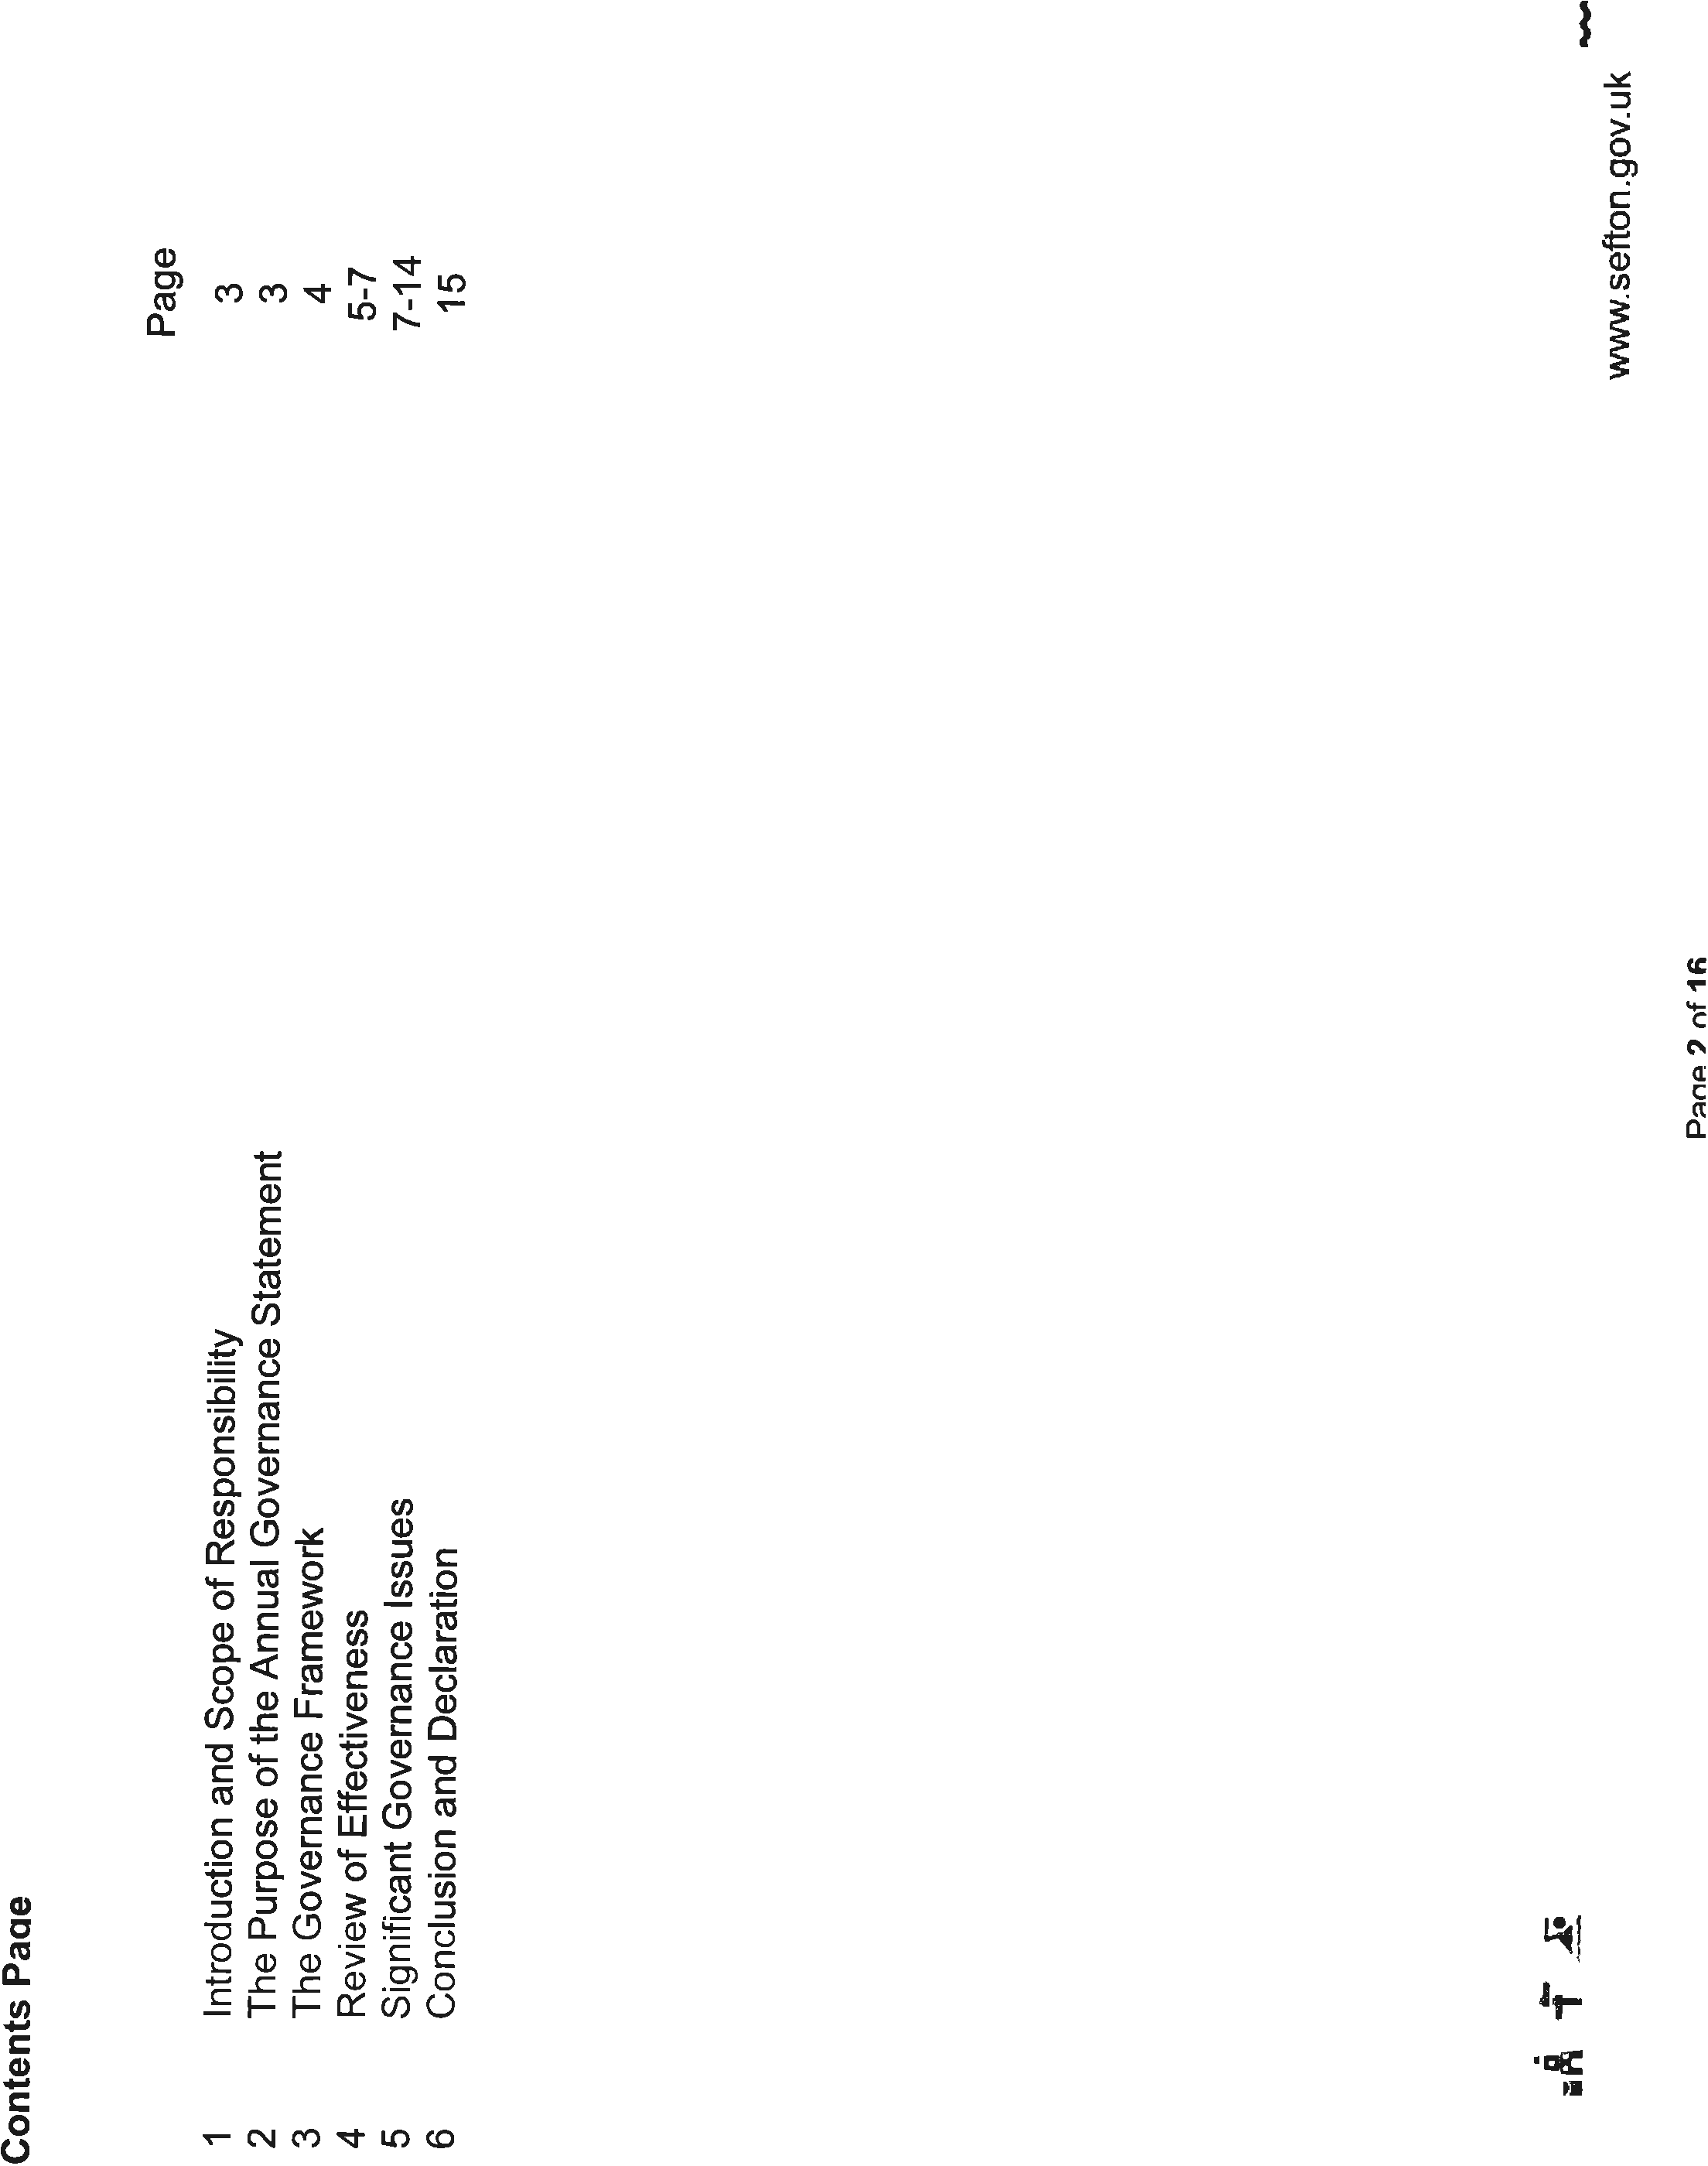 Contents Page
Page
1 Introduction and Scope of Responsibility 3
2 The Purpose of the Annual Governance Statement 3
3 The Governance Framework 4
4 Review of Effectiveness 5-7
5 Significant Governance Issues 7-14
6 Conclusion and Declaration 15
www.sefton.gov.uk
Page 2 of 16